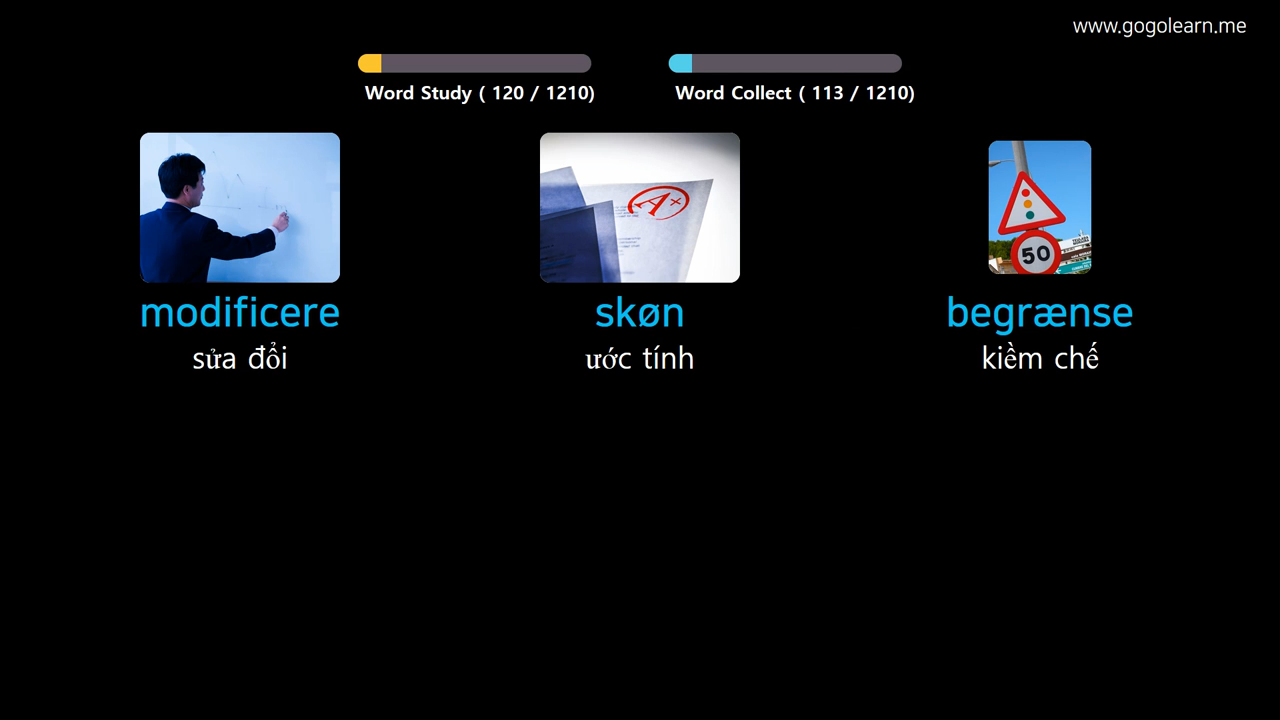 www.gogolearn.me
Word Study ( 120 / 1210)
Word Collect ( 113 / 1210)
A+
50
modificere
skøn
begrænse
sửa đổi
ước tính
kiềm chế